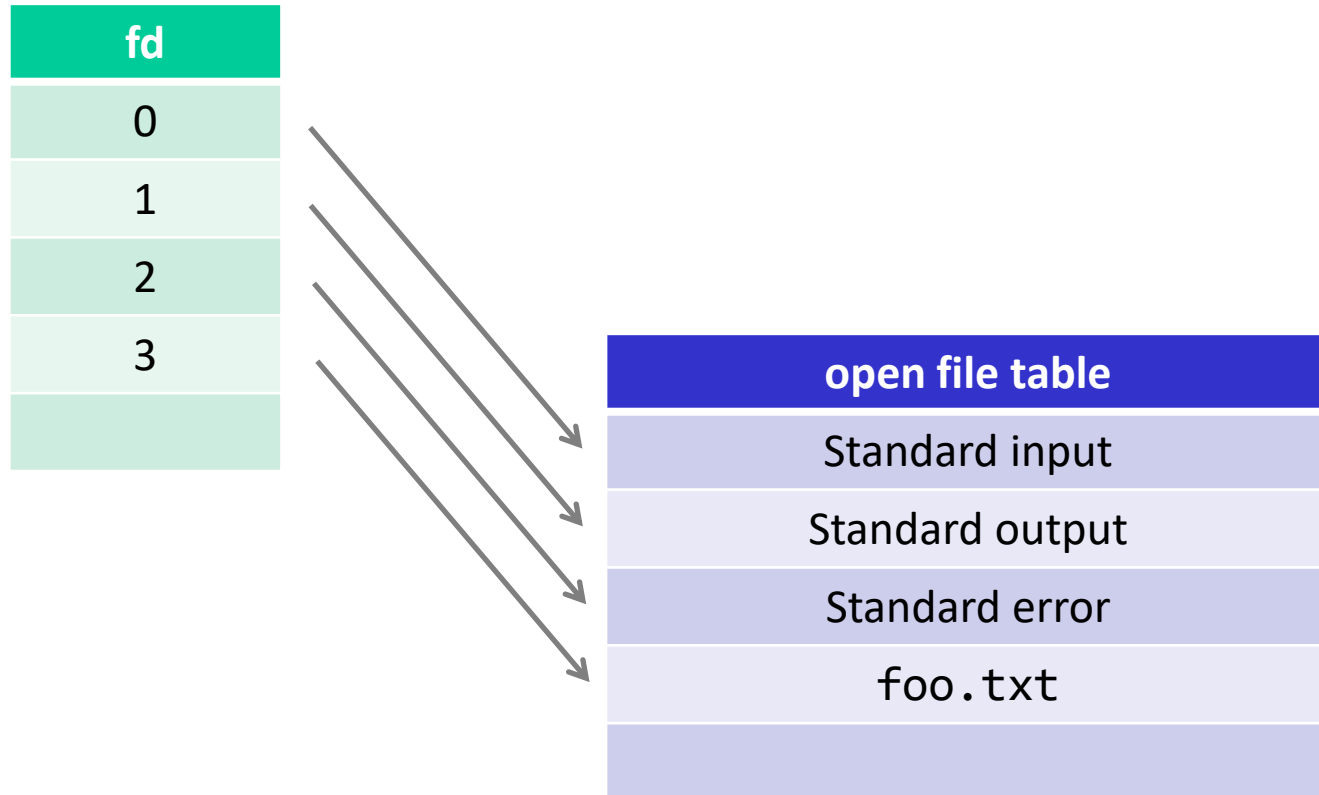 fd
0
1
2
3
open file table
Standard input
Standard output
Standard error
foo.txt